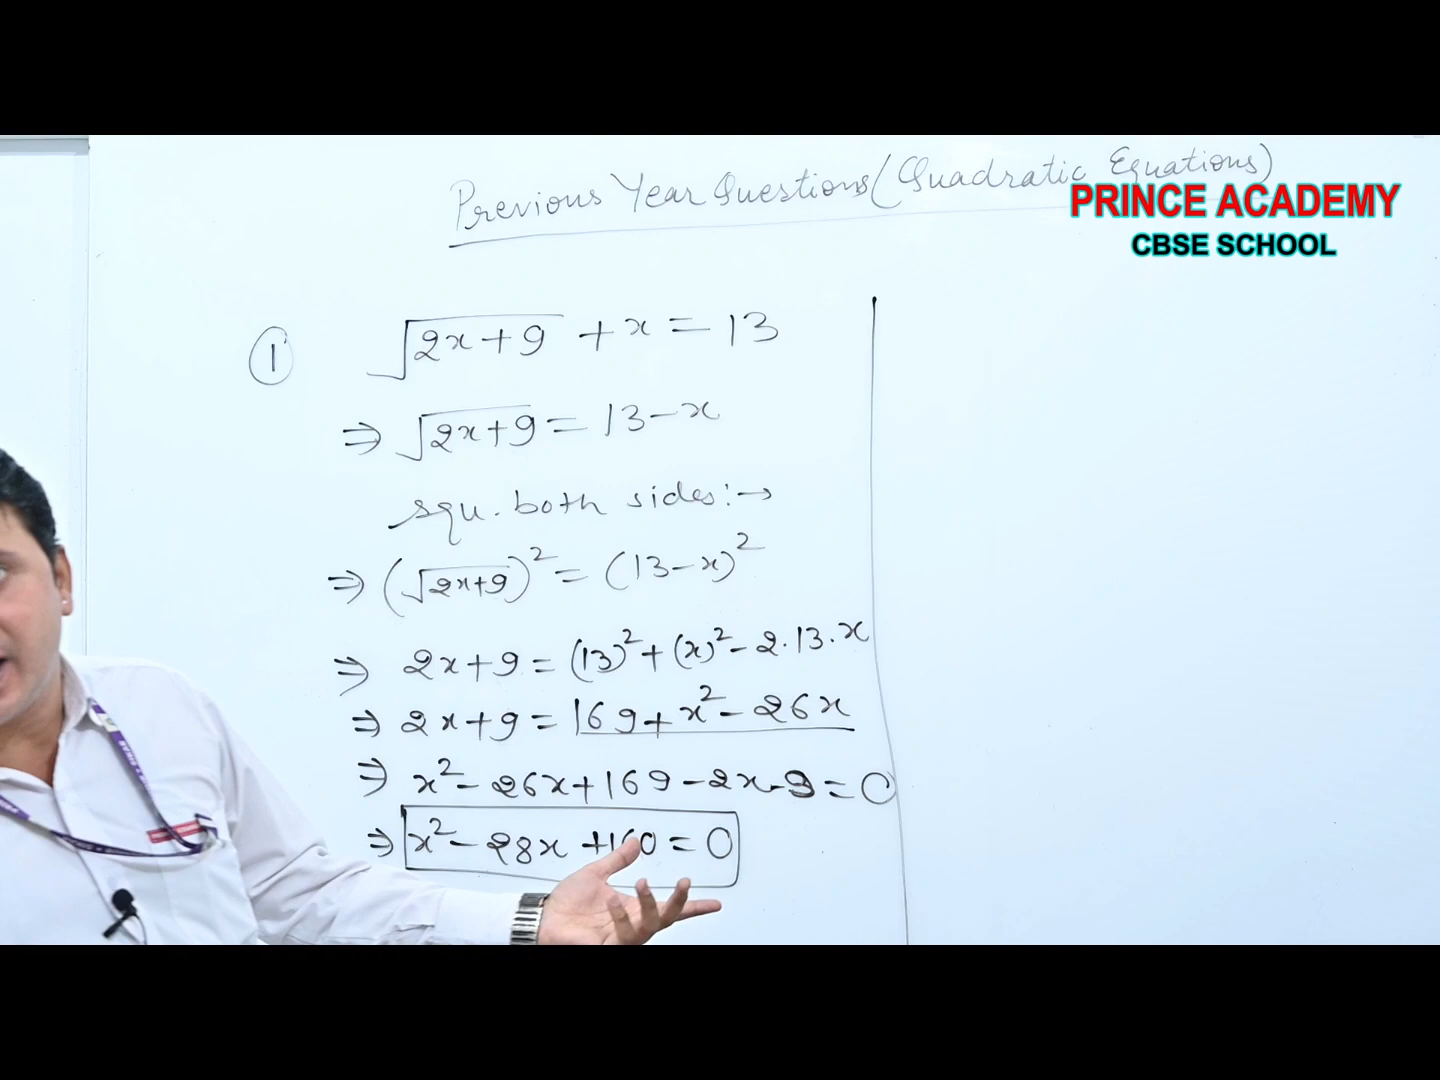 Previous Year Questions (Quadratic Equations)
PRINCE ACADEMY
CBSE SCHOOL
① √(2x+9) + x = 13
⇒ √(2x+9) = 13 - x
squ. both sides:→
⇒ (√(2x+9))² = (13-x)²
⇒ 2x+9 = (13)² + (x)² - 2·13·x
⇒ 2x+9 = 169 + x² - 26x
⇒ x² - 26x + 169 - 2x - 9 = 0
⇒ x² - 28x + 160 = 0